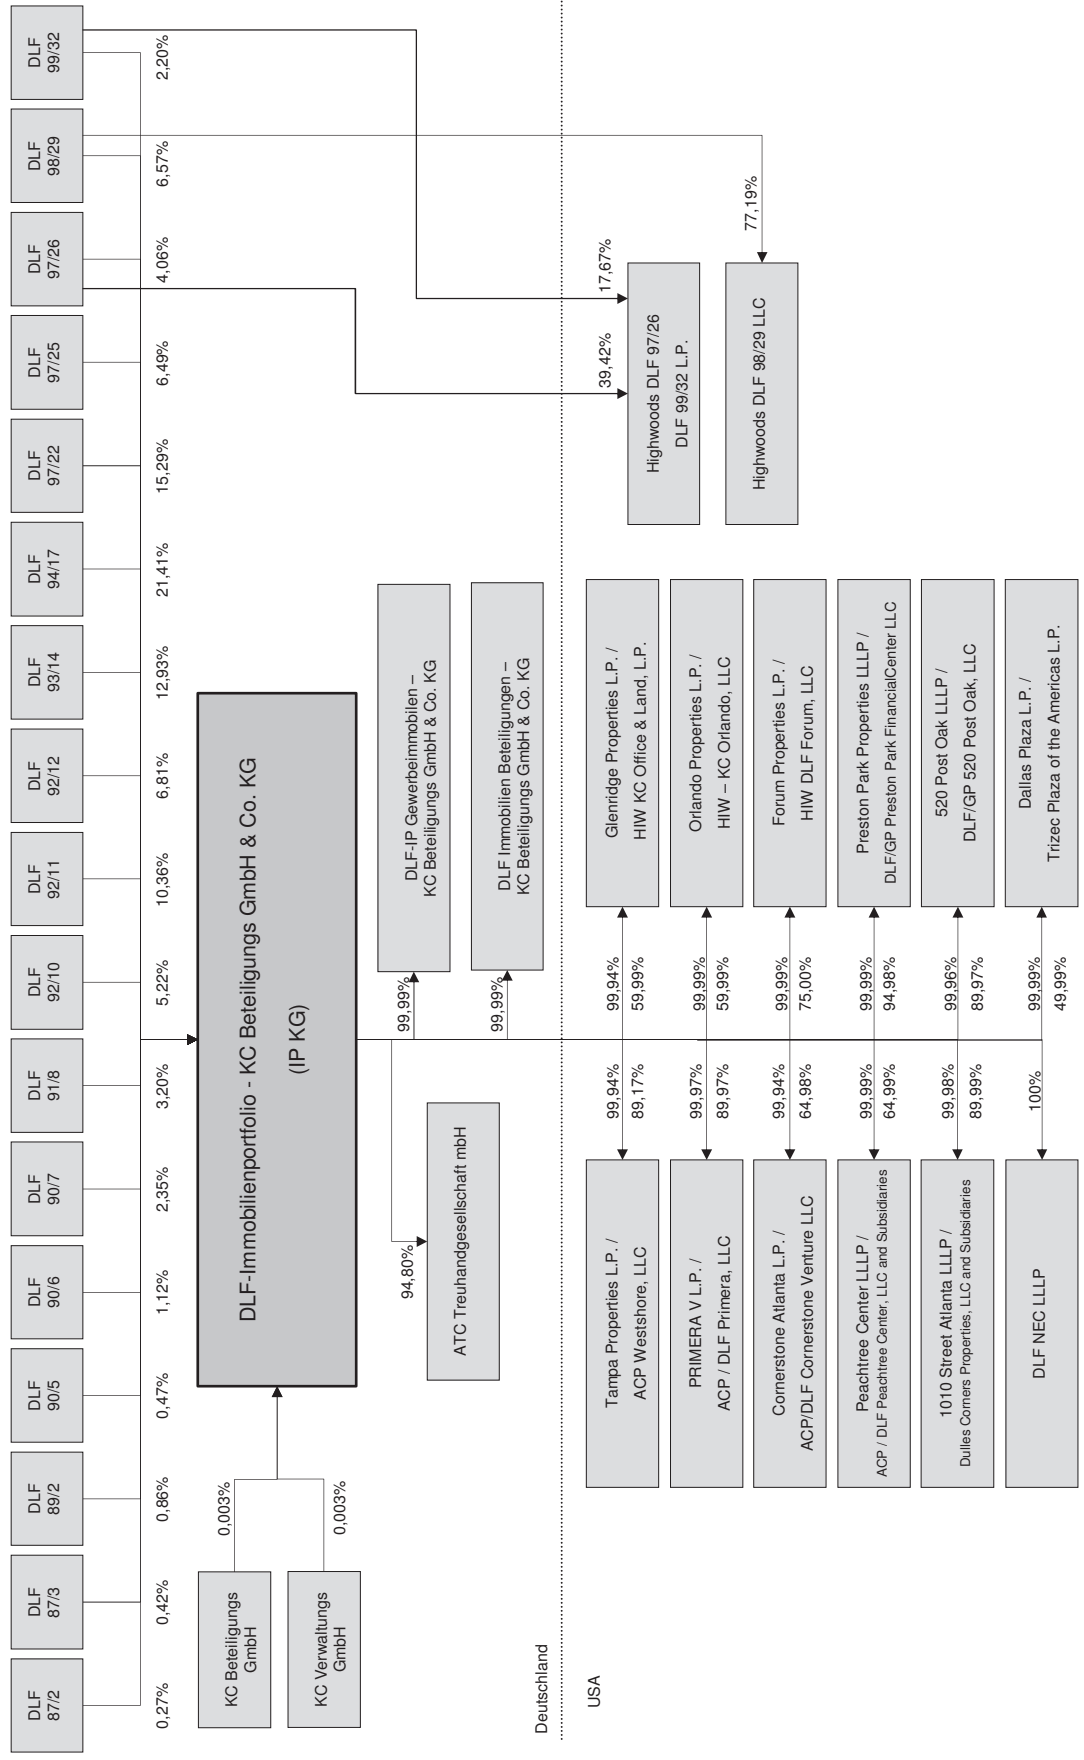 DLF
87/2
DLF
87/3
DLF
89/2
DLF
90/5
DLF
90/6
DLF
90/7
DLF
91/8
DLF
92/10
DLF
92/11
DLF
92/12
DLF
93/14
DLF
94/17
DLF
97/22
DLF
97/25
DLF
97/26
DLF
98/29
DLF
99/32
0,27%
0,42%
0,86%
0,47%
1,12%
2,35%
3,20%
5,22%
10,36%
6,81%
12,93%
21,41%
15,29%
6,49%
4,06%
6,57%
2,20%
KC Beteiligungs
GmbH
0,003%
KC Verwaltungs
GmbH
0,003%
DLF-Immobilienportfolio - KC Beteiligungs GmbH & Co. KG
(IP KG)
94,80%
ATC Treuhandgesellschaft mbH
99,99%
DLF-IP Gewerbeimmobilen –
KC Beteiligungs GmbH & Co. KG
99,99%
DLF Immobilien Beteiligungen –
KC Beteiligungs GmbH & Co. KG
Deutschland
USA
Tampa Properties L.P. /
ACP Westshore, LLC
99,94%
89,17%
99,94%
59,99%
Glenridge Properties L.P. /
HIW KC Office & Land, L.P.
39,42%
17,67%
Highwoods DLF 97/26
DLF 99/32 L.P.
PRIMERA V L.P. /
ACP / DLF Primera, LLC
99,97%
89,97%
99,99%
59,99%
Orlando Properties L.P. /
HIW – KC Orlando, LLC
77,19%
Highwoods DLF 98/29 LLC
Cornerstone Atlanta L.P. /
ACP/DLF Cornerstone Venture LLC
99,94%
64,98%
99,99%
75,00%
Forum Properties L.P. /
HIW DLF Forum, LLC
Peachtree Center LLLP /
ACP / DLF Peachtree Center, LLC and Subsidiaries
99,99%
64,99%
99,99%
94,98%
Preston Park Properties LLLP /
DLF/GP Preston Park FinancialCenter LLC
1010 Street Atlanta LLLP /
Dulles Corners Properties, LLC and Subsidiaries
99,98%
89,99%
99,96%
89,97%
520 Post Oak LLLP /
DLF/GP 520 Post Oak, LLC
DLF NEC LLLP
100%
99,99%
49,99%
Dallas Plaza L.P. /
Trizec Plaza of the Americas L.P.